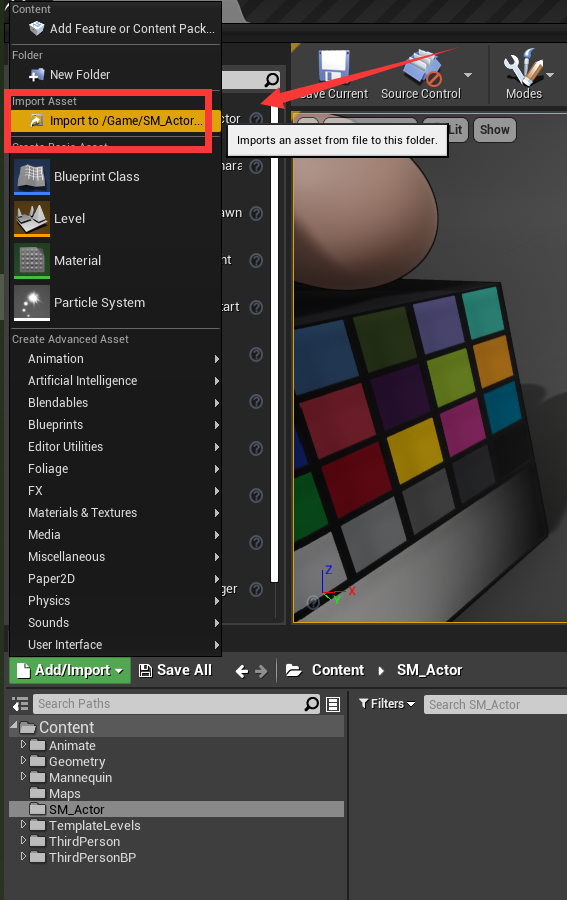 Content
Add Feature or Content Pack...
Folder
New Folder
Import Asset
Import to /Game/SM_Actor...
Imports an asset from file to this folder.
Create Basic Asset
Blueprint Class
Level
Material
Particle System
Create Advanced Asset
Animation
Artificial Intelligence
Blendables
Blueprints
Editor Utilities
Foliage
FX
Materials & Textures
Media
Miscellaneous
Paper2D
Physics
Sounds
User Interface
Save Current
Source Control
Modes
Lit
Show
Z
X
Y
Add/Import
Save All
Content
SM_Actor
Search Paths
Filters
Search SM_Actor
Content
Animate
Geometry
Mannequin
Maps
SM_Actor
TemplateLevels
ThirdPerson
ThirdPersonBP